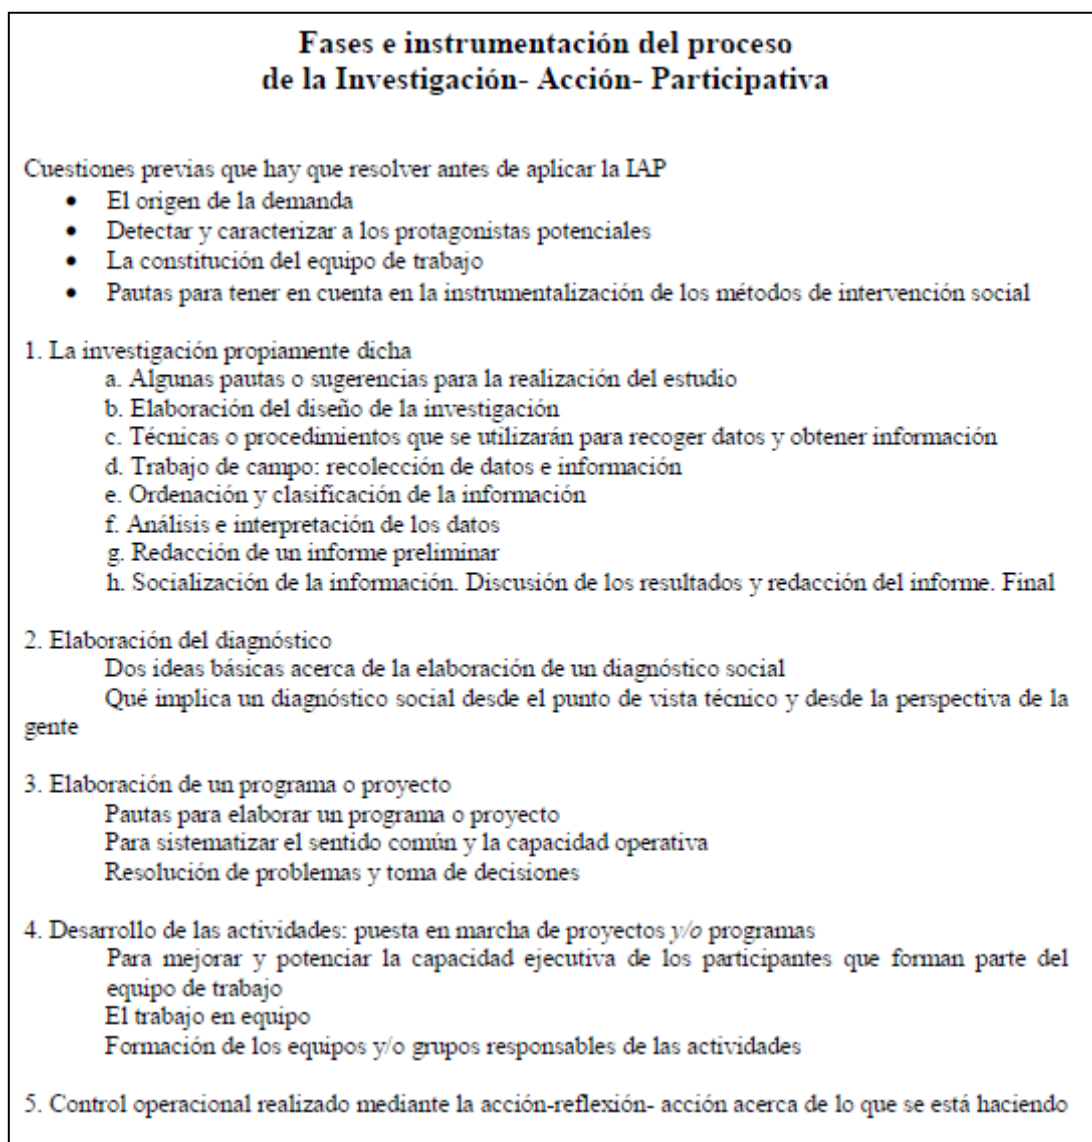 Fases e instrumentación del proceso
de la Investigación- Acción- Participativa
Cuestiones previas que hay que resolver antes de aplicar la IAP
• El origen de la demanda
• Detectar y caracterizar a los protagonistas potenciales
• La constitución del equipo de trabajo
• Pautas para tener en cuenta en la instrumentalización de los métodos de intervención social
1. La investigación propiamente dicha
a. Algunas pautas o sugerencias para la realización del estudio
b. Elaboración del diseño de la investigación
c. Técnicas o procedimientos que se utilizarán para recoger datos y obtener información
d. Trabajo de campo: recolección de datos e información
e. Ordenación y clasificación de la información
f. Análisis e interpretación de los datos
g. Redacción de un informe preliminar
h. Socialización de la información. Discusión de los resultados y redacción del informe. Final
2. Elaboración del diagnóstico
Dos ideas básicas acerca de la elaboración de un diagnóstico social
Qué implica un diagnóstico social desde el punto de vista técnico y desde la perspectiva de la
gente
3. Elaboración de un programa o proyecto
Pautas para elaborar un programa o proyecto
Para sistematizar el sentido común y la capacidad operativa
Resolución de problemas y toma de decisiones
4. Desarrollo de las actividades: puesta en marcha de proyectos y/o programas
Para mejorar y potenciar la capacidad ejecutiva de los participantes que forman parte del
equipo de trabajo
El trabajo en equipo
Formación de los equipos y/o grupos responsables de las actividades
5. Control operacional realizado mediante la acción-reflexión- acción acerca de lo que se está haciendo